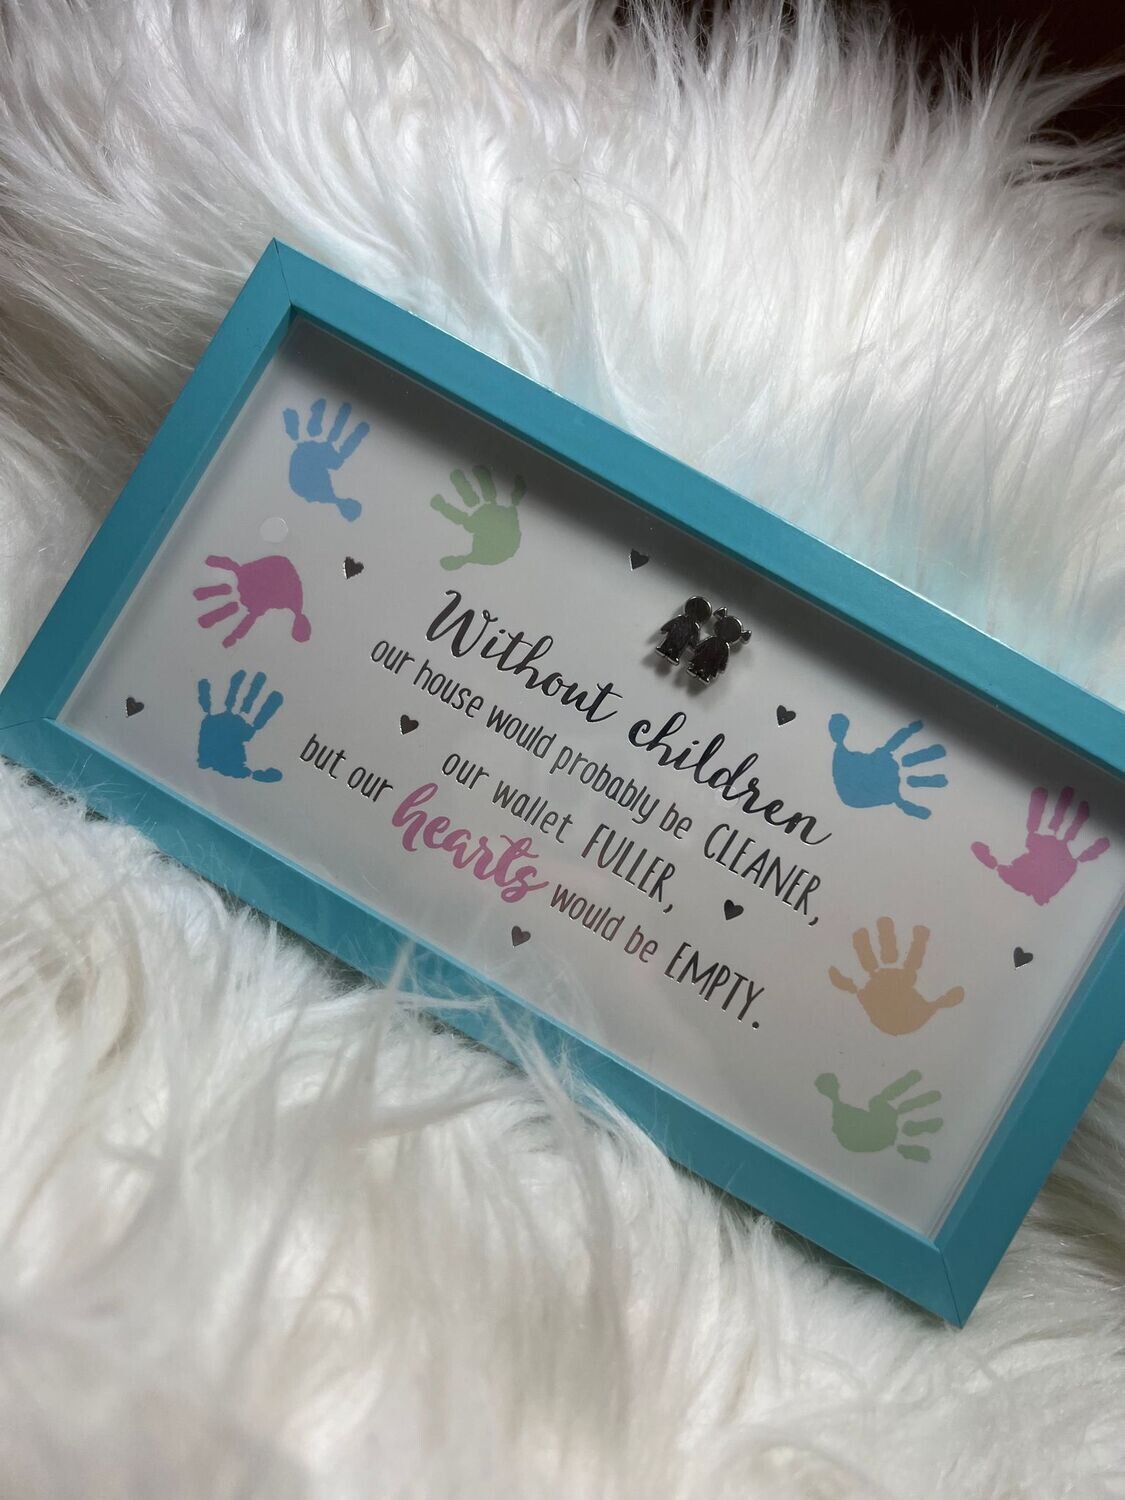 Without children
our house would probably be CLEANER,
our wallet FULLER,
but our hearts would be EMPTY.